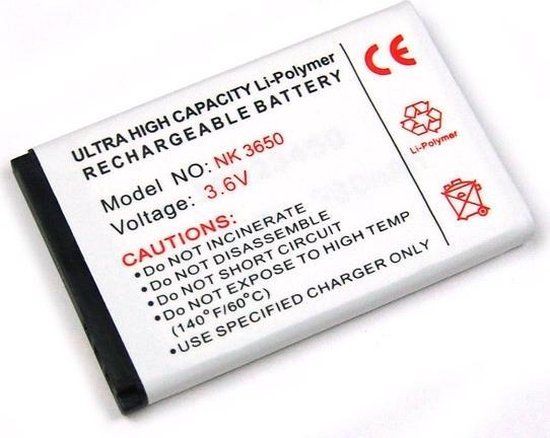 ULTRA HIGH CAPACITY Li-Polymer
RECHARGEABLE BATTERY
Model NO: NK 3650
Voltage: 3.6V
CAUTIONS:
•Do NOT INCINERATE
•Do NOT DISASSEMBLE
•Do NOT SHORT CIRCUIT
•Do NOT EXPOSE TO HIGH TEMP
(140°F/60°C)
•USE SPECIFIED CHARGER ONLY
CE
Li-Polymer